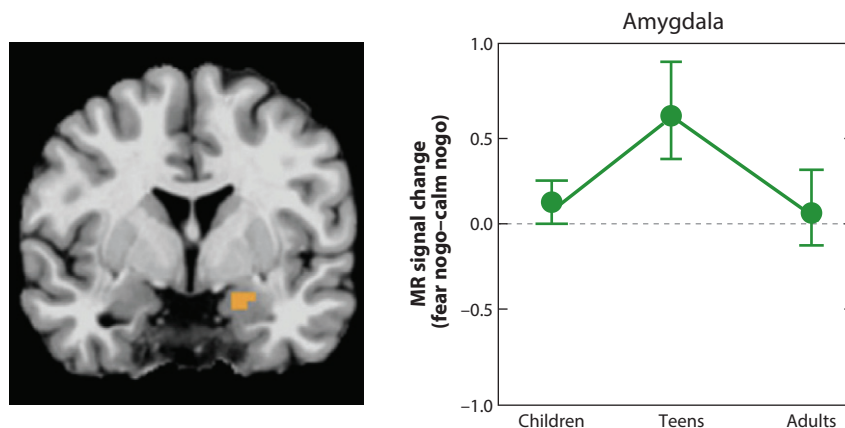 Amygdala
MR signal change
(fear nogo–calm nogo)
1.0
0.5
0.0
–0.5
–1.0
Children
Teens
Adults